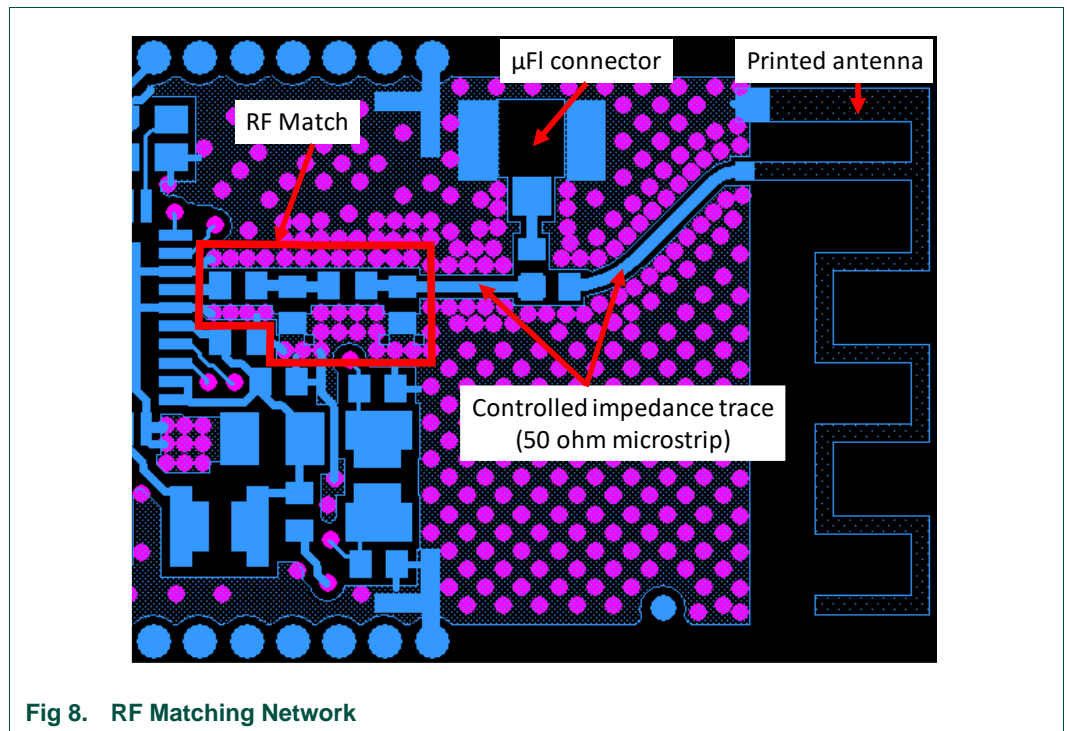 µFl connector
Printed antenna
RF Match
Controlled impedance trace
(50 ohm microstrip)
Fig 8. RF Matching Network